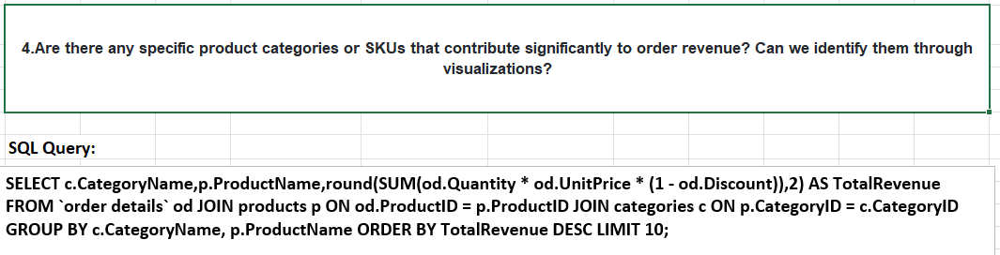 4.Are there any specific product categories or SKUs that contribute significantly to order revenue? Can we identify them through
visualizations?
SQL Query:
SELECT c.CategoryName,p.ProductName,round(SUM(od.Quantity * od.UnitPrice * (1 - od.Discount)),2) AS TotalRevenue
FROM `order details` od JOIN products p ON od.ProductID = p.ProductID JOIN categories c ON p.CategoryID = c.CategoryID
GROUP BY c.CategoryName, p.ProductName ORDER BY TotalRevenue DESC LIMIT 10;